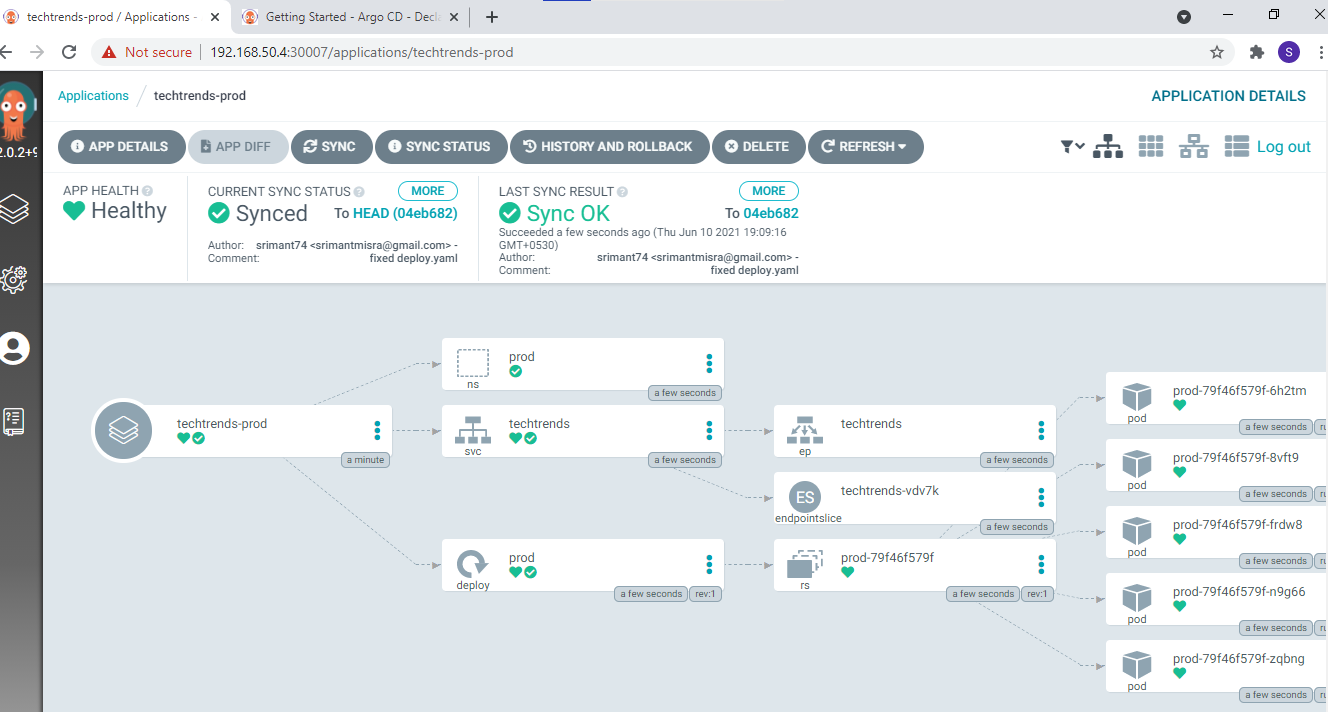 techtrends-prod / Applications -
Getting Started - Argo CD - Decla
Not secure
192.168.50.4:30007/applications/techtrends-prod
S
2.0.2+9
Applications / techtrends-prod
APPLICATION DETAILS
APP DETAILS
APP DIFF
SYNC
SYNC STATUS
HISTORY AND ROLLBACK
DELETE
REFRESH
Log out
APP HEALTH
Healthy
CURRENT SYNC STATUS
MORE
Synced
To HEAD (04eb682)
Author: srimant74 <srimantmisra@gmail.com> -
Comment: fixed deploy.yaml
LAST SYNC RESULT
MORE
Sync OK
To 04eb682
Succeeded a few seconds ago (Thu Jun 10 2021 19:09:16
GMT+0530)
Author: srimant74 <srimantmisra@gmail.com> -
Comment: fixed deploy.yaml
techtrends-prod
a minute
prod
ns
a few seconds
techtrends
svc
a few seconds
prod
deploy
a few seconds
rev:1
techtrends
ep
a few seconds
ES
techtrends-vdv7k
endpointslice
a few seconds
prod-79f46f579f
rs
a few seconds
rev:1
prod-79f46f579f-6h2tm
pod
a few seconds
ru
prod-79f46f579f-8vft9
pod
a few seconds
ru
prod-79f46f579f-frdw8
pod
a few seconds
ru
prod-79f46f579f-n9g66
pod
a few seconds
ru
prod-79f46f579f-zqbng
pod
a few seconds
ru